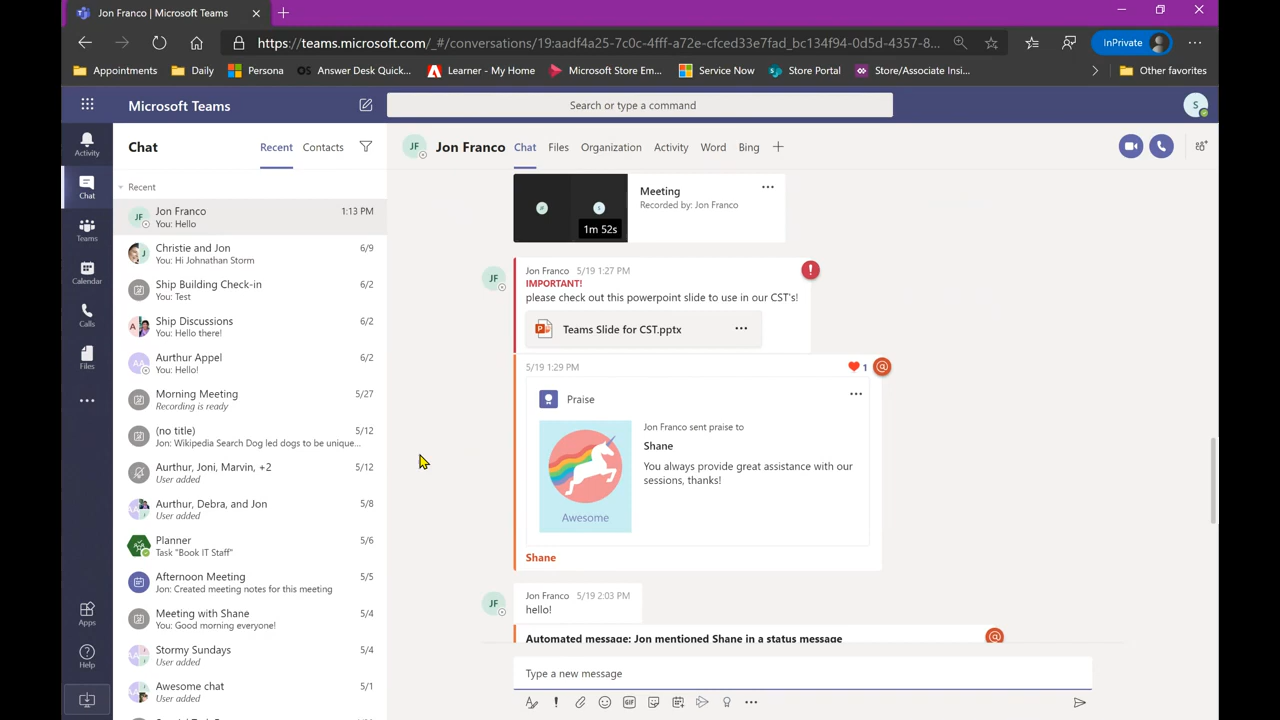 Jon Franco | Microsoft Teams
https://teams.microsoft.com/_#/conversations/19:aadf4a25-7c0c-4fff-a72e-cfced33e7fad_bc134f94-0d5d-4357-8...
InPrivate
Appointments
Daily
Persona
Answer Desk Quick...
Learner - My Home
Microsoft Store Em...
Service Now
Store Portal
Store/Associate Insi...
Other favorites
Microsoft Teams
Search or type a command
S
Activity
Chat
Teams
Calendar
Calls
Files
Apps
Help
Chat
Recent
Contacts
Recent
JF
Jon Franco
1:13 PM
You: Hello
Christie and Jon
6/9
You: Hi Johnathan Storm
Ship Building Check-in
6/2
You: Test
Ship Discussions
6/2
You: Hello there!
AA
Aurthur Appel
6/2
You: Hello!
Morning Meeting
5/27
Recording is ready
(no title)
5/12
Jon: Wikipedia Search Dog led dogs to be unique...
Aurthur, Joni, Marvin, +2
5/12
User added
Aurthur, Debra, and Jon
5/8
User added
Planner
5/6
Task "Book IT Staff"
Afternoon Meeting
5/5
Jon: Created meeting notes for this meeting
Meeting with Shane
5/4
You: Good morning everyone!
Stormy Sundays
5/4
User added
Awesome chat
5/1
User added
JF
Jon Franco
Chat
Files
Organization
Activity
Word
Bing
1m 52s
Meeting
Recorded by: Jon Franco
JF
Jon Franco 5/19 1:27 PM
IMPORTANT!
please check out this powerpoint slide to use in our CST's!
Teams Slide for CST.pptx
5/19 1:29 PM
1
Praise
Awesome
Jon Franco sent praise to
Shane
You always provide great assistance with our
sessions, thanks!
Shane
JF
Jon Franco 5/19 2:03 PM
hello!
Automated message: Jon mentioned Shane in a status message
Type a new message
GIF